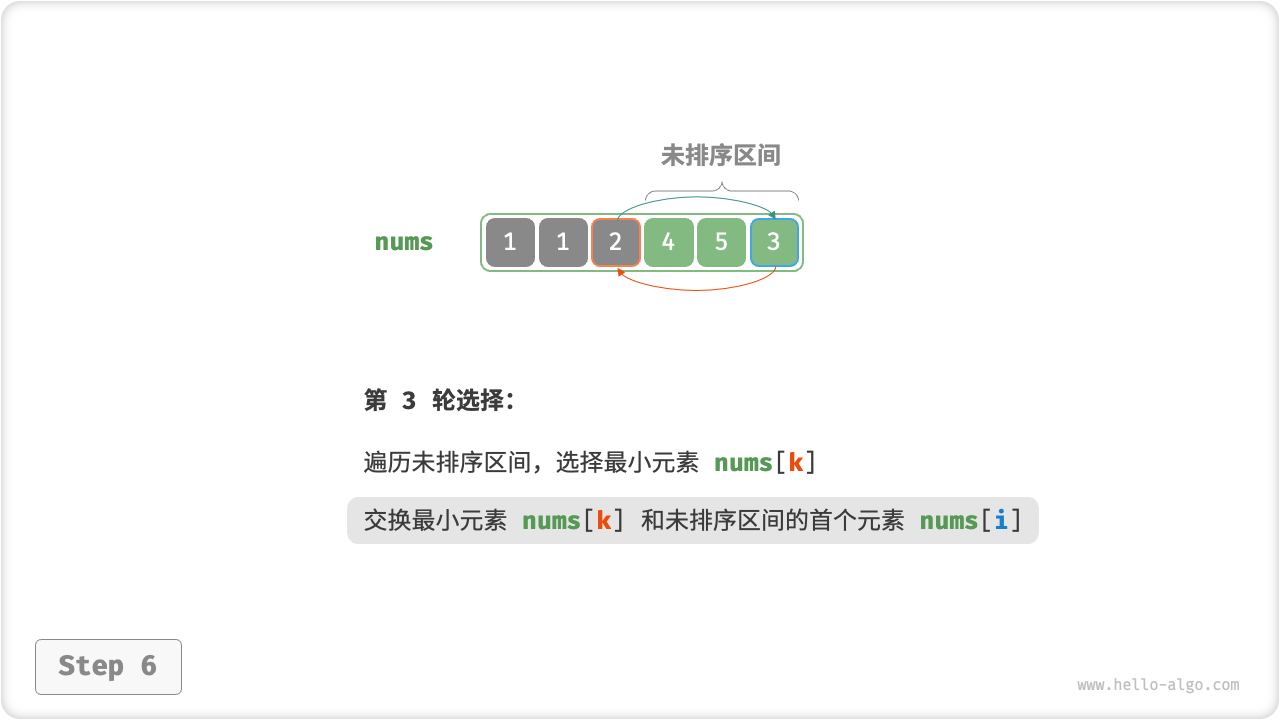 未排序区间
nums 1 1 2 4 5 3
第 3 轮选择：
遍历未排序区间，选择最小元素 nums[k]
交换最小元素 nums[k] 和未排序区间的首个元素 nums[i]
Step 6
www.hello-algo.com